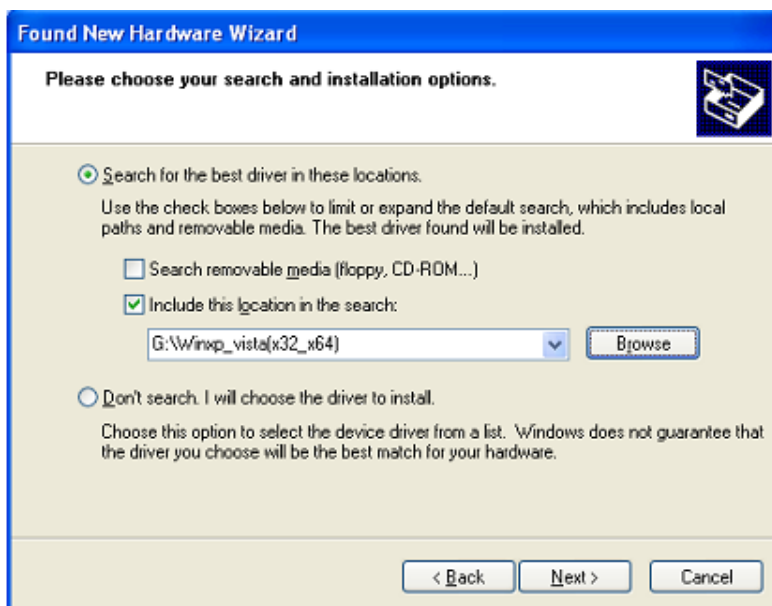 Found New Hardware Wizard
Please choose your search and installation options.
Search for the best driver in these locations.
Use the check boxes below to limit or expand the default search, which includes local
paths and removable media. The best driver found will be installed.
Search removable media (floppy, CD-ROM...)
Include this location in the search:
G:\Winxp_vista(x32_x64)
Browse
Don't search. I will choose the driver to install.
Choose this option to select the device driver from a list.  Windows does not guarantee that
the driver you choose will be the best match for your hardware.
< Back
Next >
Cancel